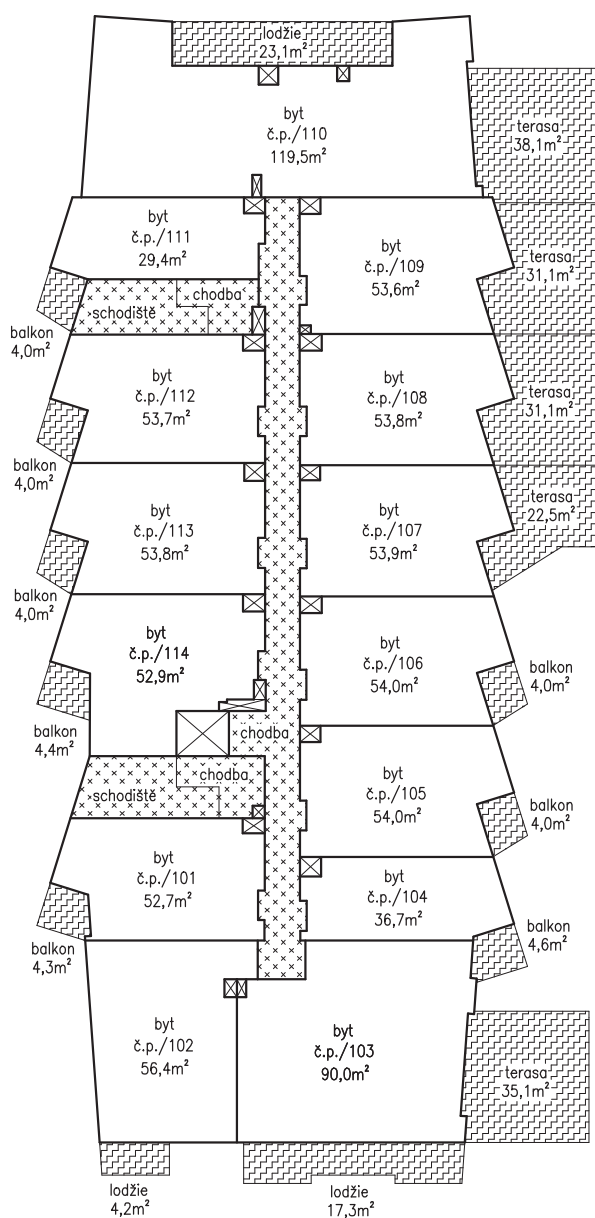 lodžie
23,1m²
byt
č.p./110
119,5m²
terasa
38,1m²
byt
č.p./111
29,4m²
chodba
schodiště
balkon
4,0m²
byt
č.p./109
53,6m²
terasa
31,1m²
byt
č.p./112
53,7m²
balkon
4,0m²
byt
č.p./108
53,8m²
terasa
31,1m²
byt
č.p./113
53,8m²
balkon
4,0m²
byt
č.p./107
53,9m²
terasa
22,5m²
byt
č.p./114
52,9m²
balkon
4,4m²
byt
č.p./106
54,0m²
balkon
4,0m²
chodba
chodba
schodiště
byt
č.p./105
54,0m²
balkon
4,0m²
byt
č.p./101
52,7m²
balkon
4,3m²
byt
č.p./104
36,7m²
balkon
4,6m²
byt
č.p./102
56,4m²
byt
č.p./103
90,0m²
terasa
35,1m²
lodžie
4,2m²
lodžie
17,3m²